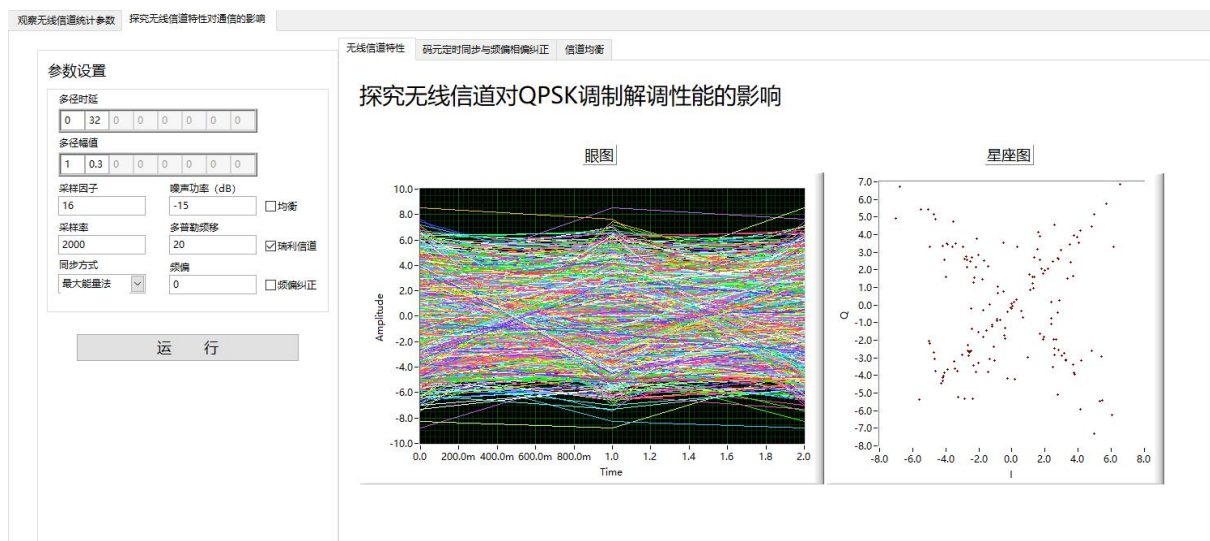 观察无线信道统计参数 探究无线信道特性对通信的影响
无线信道特性 码元定时同步与频偏相偏纠正 信道均衡
参数设置
多径时延
0 32 0 0 0 0 0 0
多径幅值
1 0.3 0 0 0 0 0 0
采样因子 噪声功率（dB）
16 -15 均衡
采样率 多普勒频移
2000 20 瑞利信道
同步方式 频偏
最大能量法 0 频偏纠正
运 行
探究无线信道对QPSK调制解调性能的影响
眼图
10.0
8.0
6.0
4.0
2.0
0.0
-2.0
-4.0
-6.0
-8.0
-10.0
Amplitude
0.0 200.0m 400.0m 600.0m 800.0m 1.0 1.2 1.4 1.6 1.8 2.0
Time
星座图
7.0
6.0
5.0
4.0
3.0
2.0
1.0
0.0
-1.0
-2.0
-3.0
-4.0
-5.0
-6.0
-7.0
-8.0
Q
-8.0 -6.0 -4.0 -2.0 0.0 2.0 4.0 6.0 8.0
I